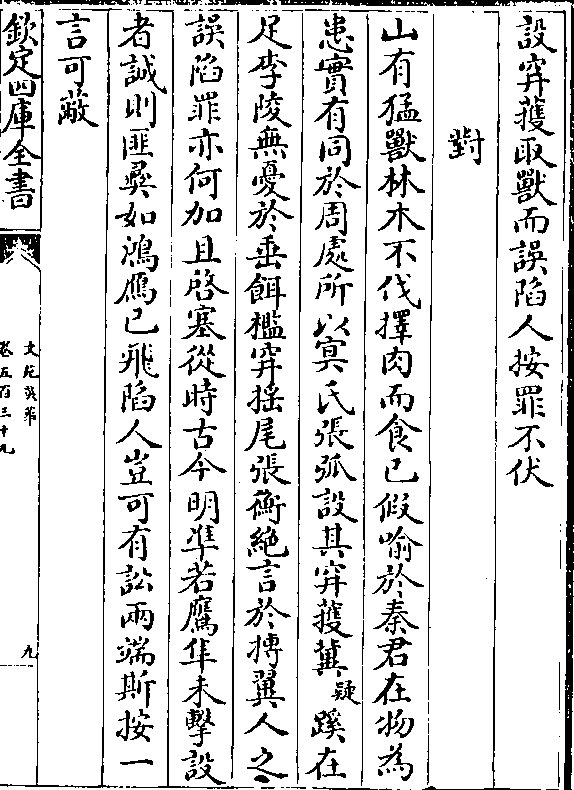 設穽擭取獸而誤陷人按罪不伏
對
山有猛獸林木不伐擇肉而食已假喻於秦君在物為
患實有同於周處所以冥氏張弧設其穽擭冀疑蹊在
足李陵無憂於垂餌檻穽搖尾張衡絶言於搏翼人之
誤陷罪亦何加且啓塞從時古今明準若鷹隼未擊設
者誠則匪彛如鴻鴈已飛陷人豈可有訟兩端斯按一
言可蔽
欽定四庫全書
文苑英華
卷五百三十九
九